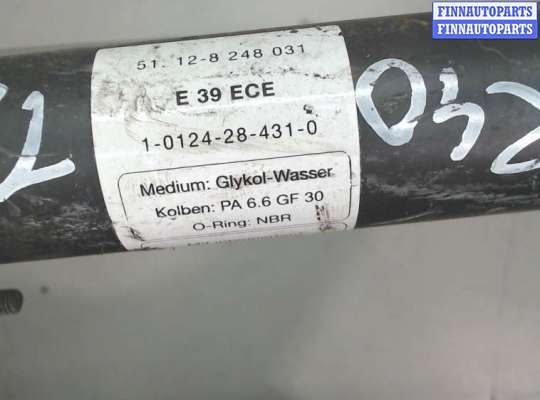 FINNAUTOPARTS
FINNAUTOPARTS
51. 12-8 248 031
E 39 ECE
1-0124-28-431-0
Medium: Glykol-Wasser
Kolben: PA 6.6 GF 30
O-Ring: NBR